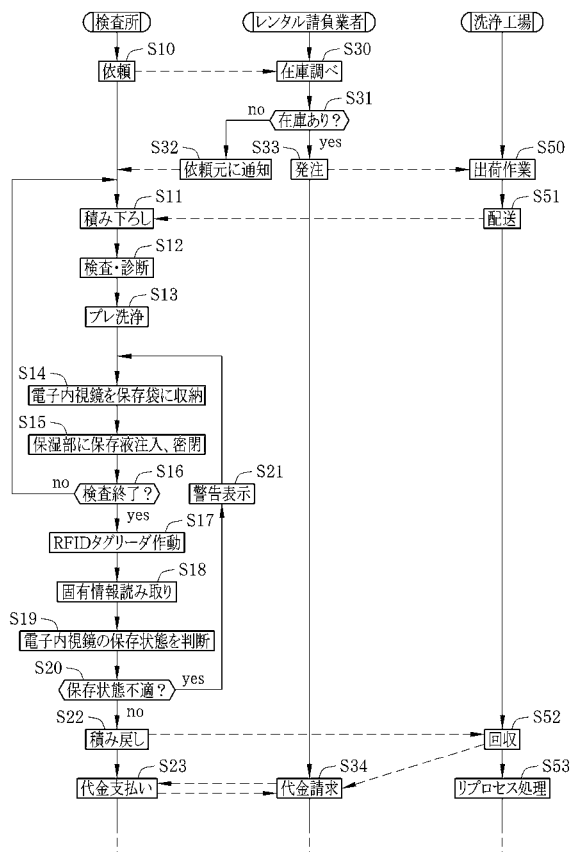 検査所 レンタル請負業者 洗浄工場
S10 S30
依頼 在庫調べ
S31
no 在庫あり?
S32 S33 yes S50
依頼元に通知 発注 出荷作業
S11 S51
積み下ろし 配送
S12
検査・診断
S13
プレ洗浄
S14
電子内視鏡を保存袋に収納
S15
保湿部に保存液注入、密閉
S16 S21
no 検査終了? 警告表示
yes S17
RFIDタグリーダ作動
S18
固有情報読み取り
S19
電子内視鏡の保存状態を判断
S20 yes
保存状態不適?
S22 no S52
積み戻し 回収
S23 S34 S53
代金支払い 代金請求 リプロセス処理